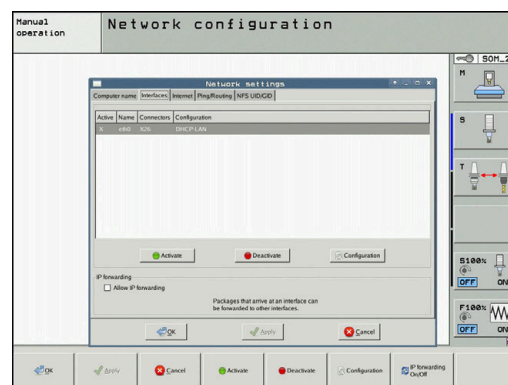 Manual
operation
Network configuration
SOM_2
Network settings
Computer name Interfaces Internet Ping/Routing NFS UID/GID
Active Name Connectors Configuration
X eth0 X26 DHCP-LAN
Activate Deactivate Configuration
IP forwarding
Allow IP forwarding
Packages that arrive at an interface can
be forwarded to other interfaces.
OK Apply Cancel
M
S
T
S100%
OFF ON
F100%
OFF ON
OK Apply Cancel Activate Deactivate Configuration IP forwarding
On/Off